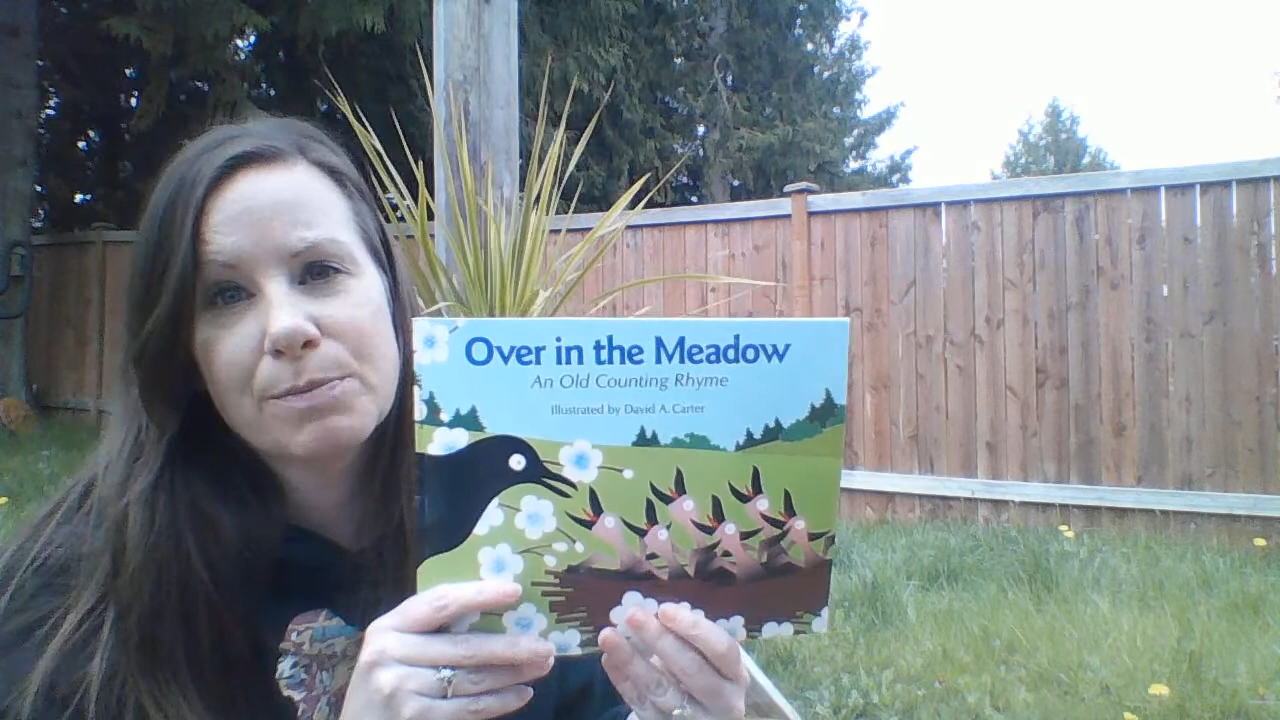 Over in the Meadow
An Old Counting Rhyme
Illustrated by David A. Carter